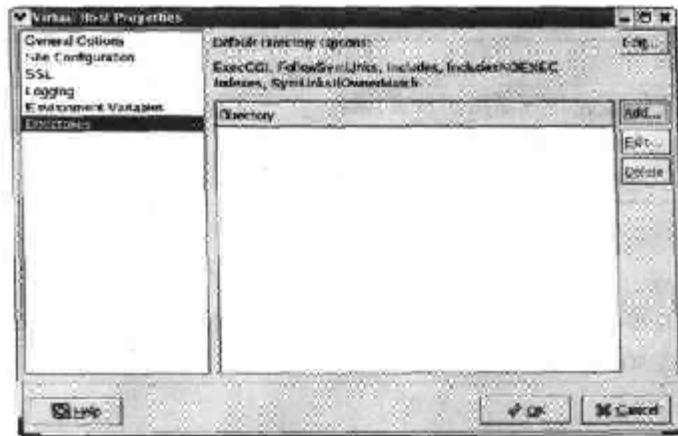 Virtual Host Properties
General Options
Site Configuration
SSL
Logging
Environment Variables
Directories
Default Directory Options:
Edit...
ExecCGI, FollowSymLinks, Includes, IncludesNOEXEC,
Indexes, SymLinksIfOwnerMatch
Directory
Add...
Edit...
Delete
Help
OK
Cancel